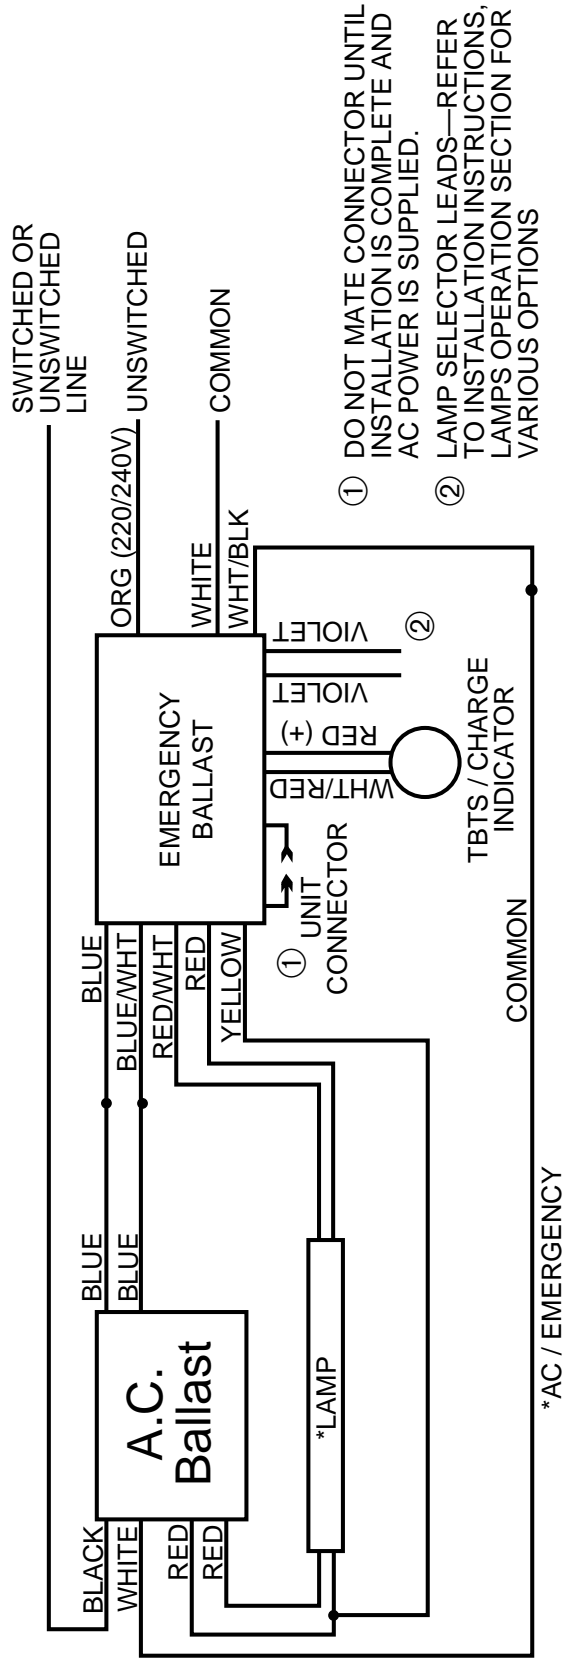 SWITCHED OR
UNSWITCHED
LINE
ORG (220/240V)
UNSWITCHED
WHITE
COMMON
WHT/BLK
EMERGENCY
BALLAST
BLUE
BLUE/WHT
RED/WHT
RED
YELLOW
BLUE
BLUE
A.C.
Ballast
BLACK
WHITE
RED
RED
*LAMP
① UNIT
CONNECTOR
WHT/RED
RED (+)
VIOLET
VIOLET
②
TBTS / CHARGE
INDICATOR
COMMON
*AC / EMERGENCY
① DO NOT MATE CONNECTOR UNTIL
INSTALLATION IS COMPLETE AND
AC POWER IS SUPPLIED.
② LAMP SELECTOR LEADS—REFER
TO INSTALLATION INSTRUCTIONS,
LAMPS OPERATION SECTION FOR
VARIOUS OPTIONS